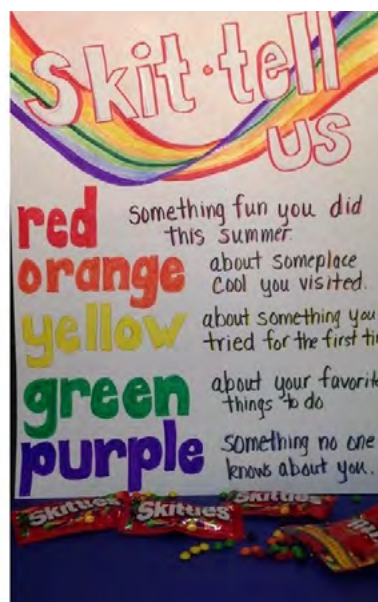 Skit·tell
us
red something fun you did
this summer.
orange about someplace
cool you visited.
yellow about something you
tried for the first
green about your favorite
things to do
purple something no one
knows about you.
Skittles Skittles Skittles